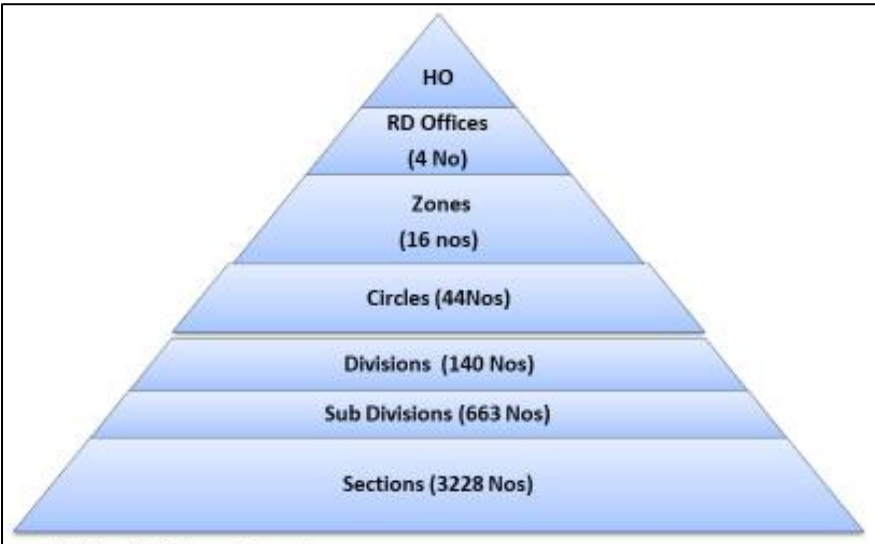 HO
RD Offices
(4 No)
Zones
(16 nos)
Circles (44Nos)
Divisions (140 Nos)
Sub Divisions (663 Nos)
Sections (3228 Nos)